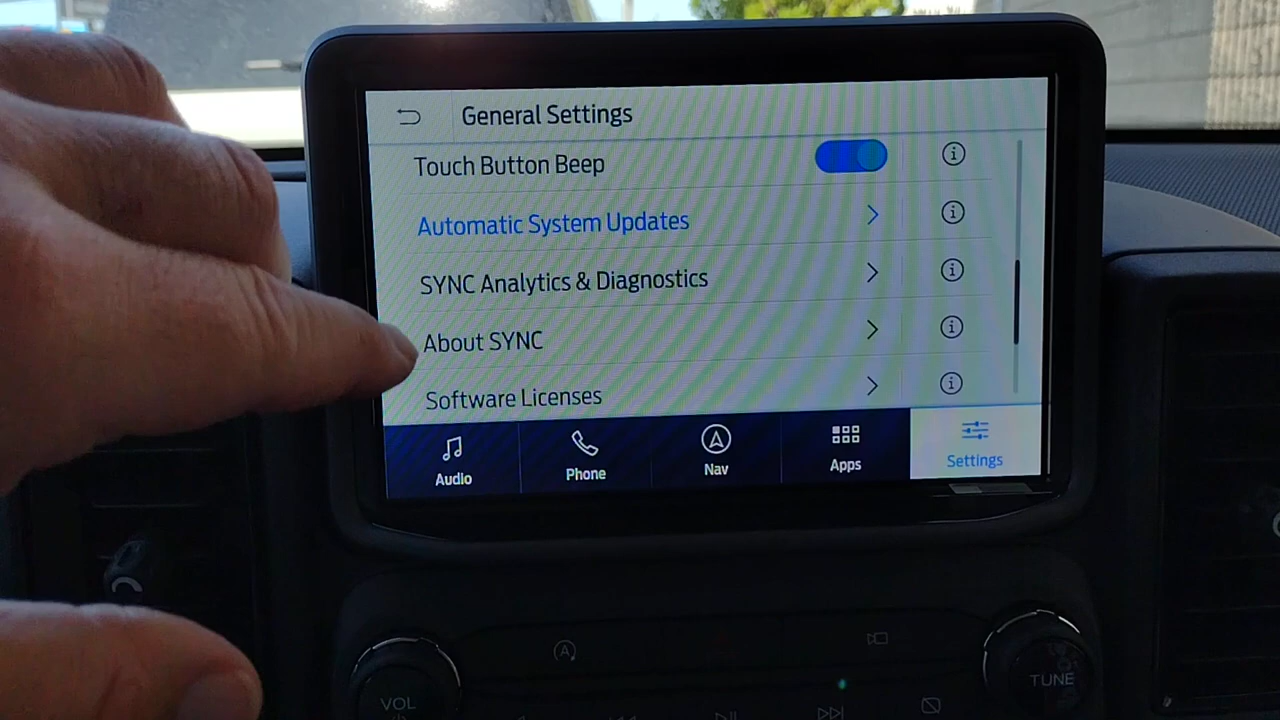 General Settings
Touch Button Beep
Automatic System Updates
SYNC Analytics & Diagnostics
About SYNC
Software Licenses
Audio
Phone
Nav
Apps
Settings
A
VOL
TUNE